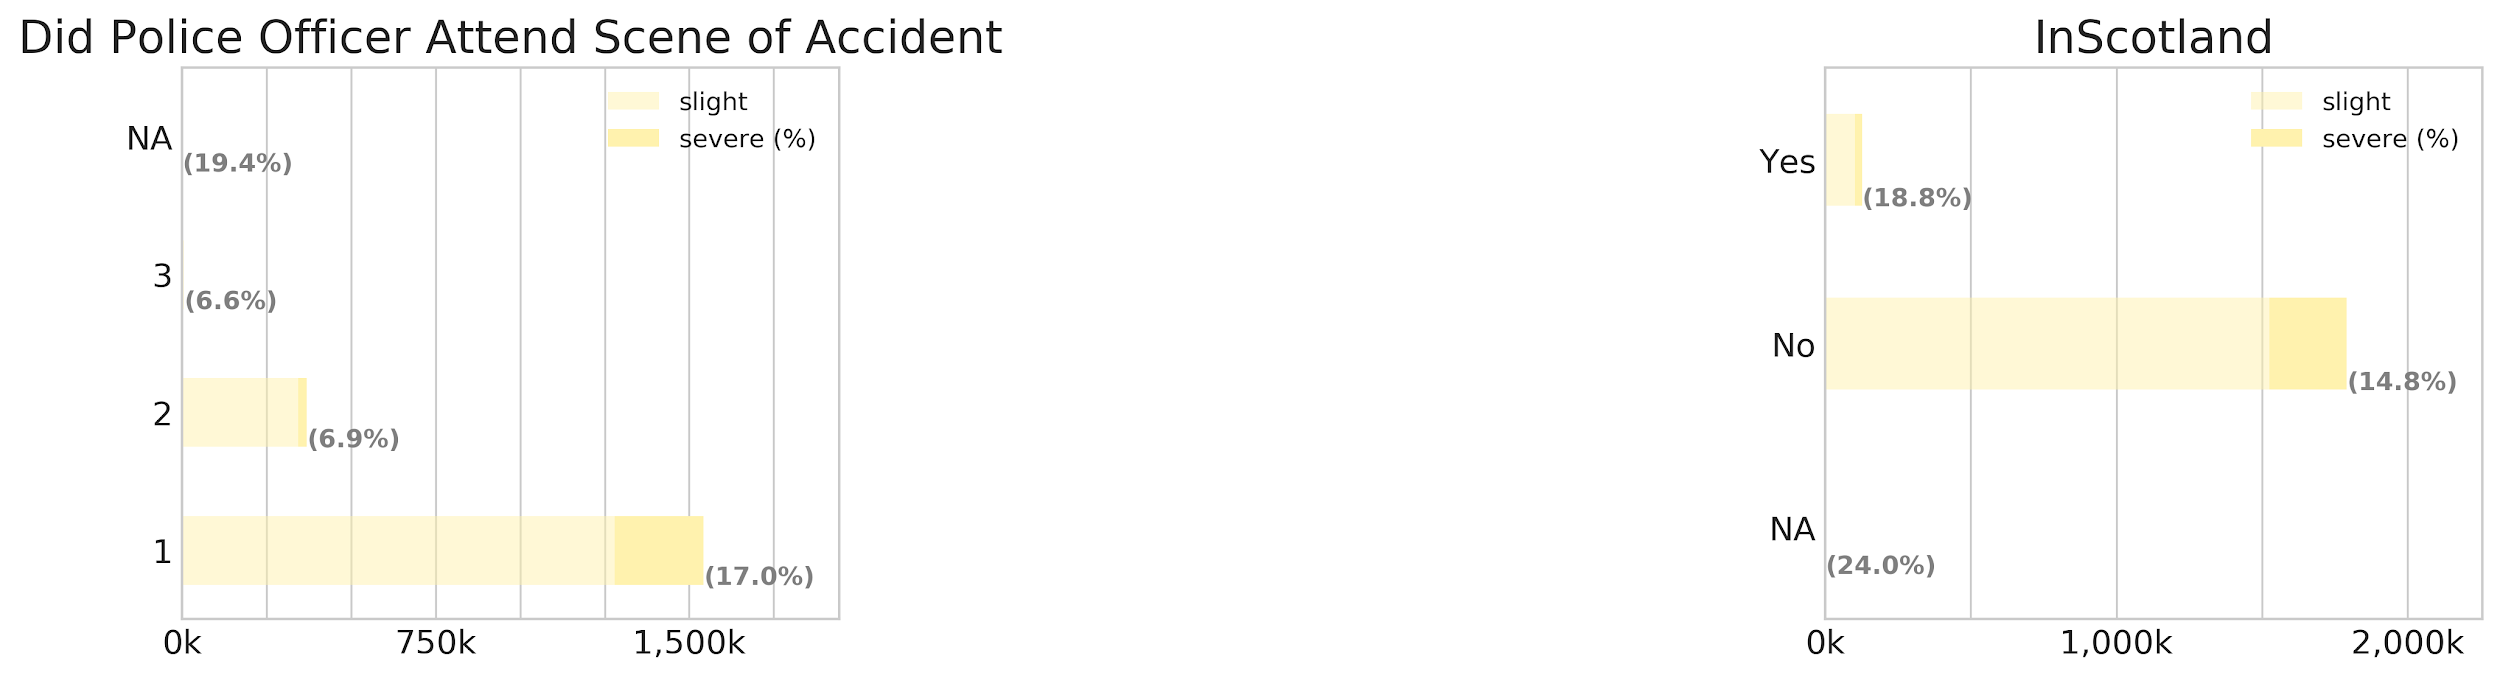 Did Police Officer Attend Scene of Accident
slight
severe (%)
NA
(19.4%)
3
(6.6%)
2
(6.9%)
1
(17.0%)
0k
750k
1,500k
InScotland
slight
severe (%)
Yes
(18.8%)
No
(14.8%)
NA
(24.0%)
0k
1,000k
2,000k